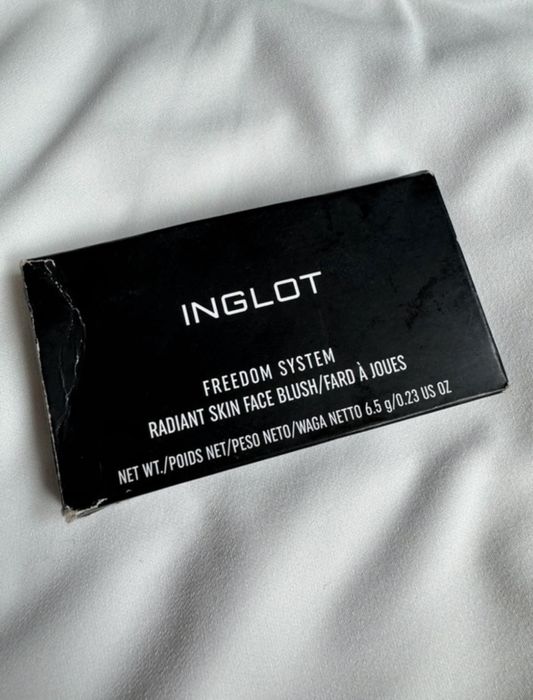 INGLOT
FREEDOM SYSTEM
RADIANT SKIN FACE BLUSH/FARD À JOUES
NET WT./POIDS NET/PESO NETO/WAGA NETTO 6.5 g/0.23 US OZ